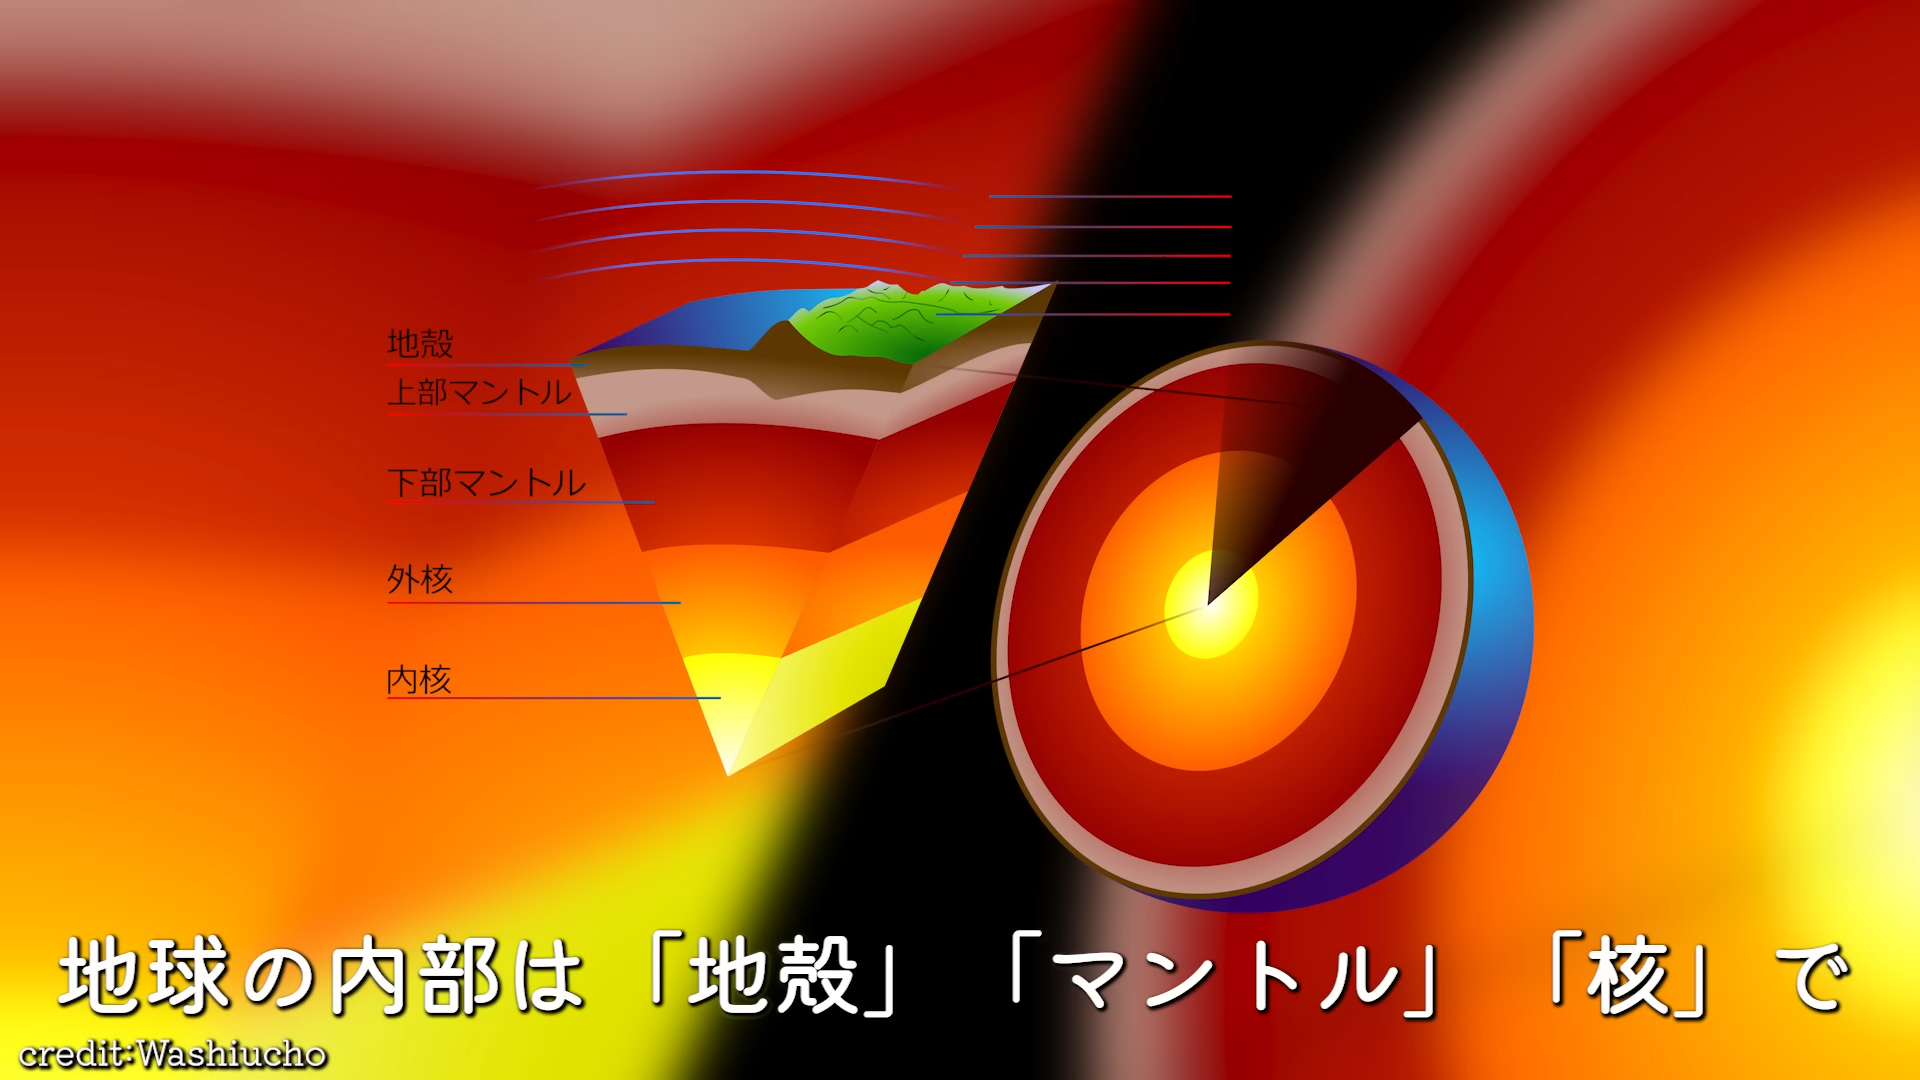 地殻
上部マントル
下部マントル
外核
内核
地球の内部は「地殻」「マントル」「核」で
credit:Washiucho